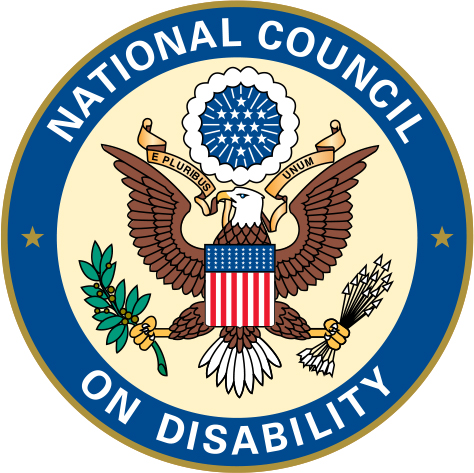 NATIONAL COUNCIL
E PLURIBUS UNUM
ON DISABILITY